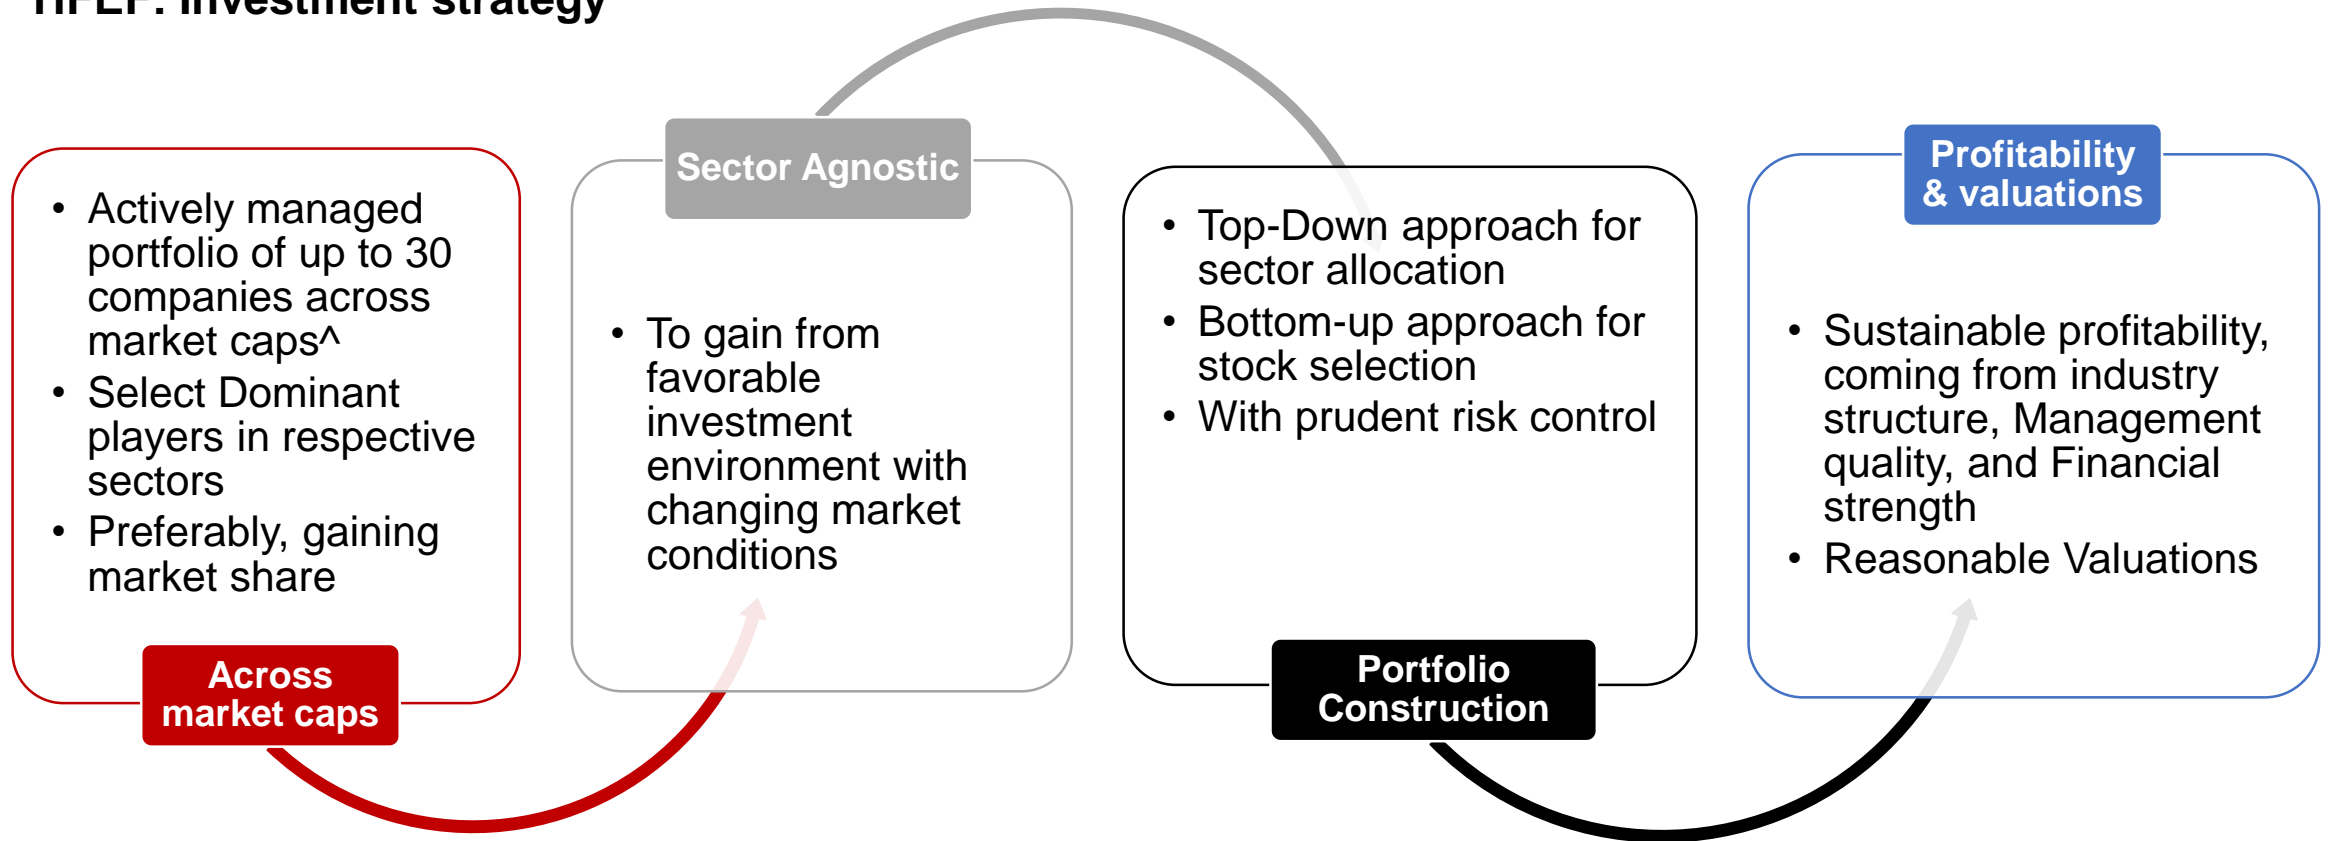 Investment strategy
• Actively managed
portfolio of up to 30
companies across
market caps^
• Select Dominant
players in respective
sectors
• Preferably, gaining
market share
Across
market caps
Sector Agnostic
• To gain from
favorable
investment
environment with
changing market
conditions
• Top-Down approach for
sector allocation
• Bottom-up approach for
stock selection
• With prudent risk control
Portfolio
Construction
Profitability
& valuations
• Sustainable profitability,
coming from industry
structure, Management
quality, and Financial
strength
• Reasonable Valuations